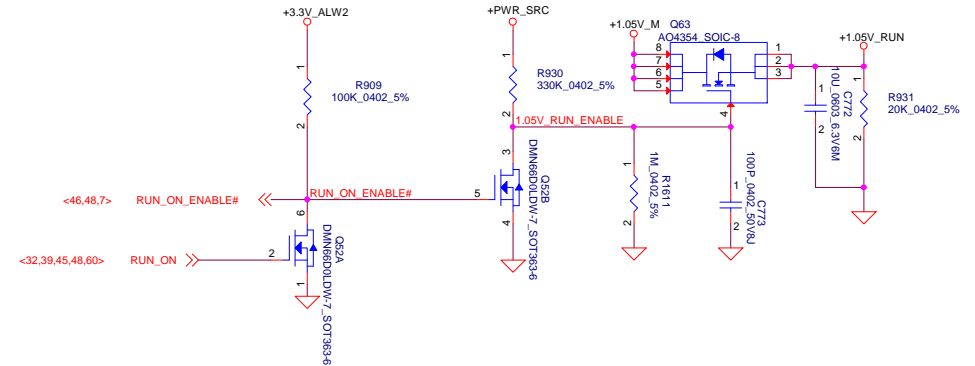 +3.3V_ALW2
+PWR_SRC
+1.05V_M
Q63
AO4354_SOIC-8
+1.05V_RUN
8
7
6
5
1
2
3
4
1
R909
100K_0402_5%
2
1
R930
330K_0402_5%
2
1
C772
10U_0603_6.3V6M
2
1
R931
20K_0402_5%
2
1.05V_RUN_ENABLE
3
Q52B
DMN66D0LDW-7_SOT363-6
5
4
1
R1611
1M_0402_5%
2
1
C773
100P_0402_50V8J
2
<46,48,7>
RUN_ON_ENABLE#
RUN_ON_ENABLE#
6
Q52A
DMN66D0LDW-7_SOT363-6
<32,39,45,48,60>
RUN_ON
2
1